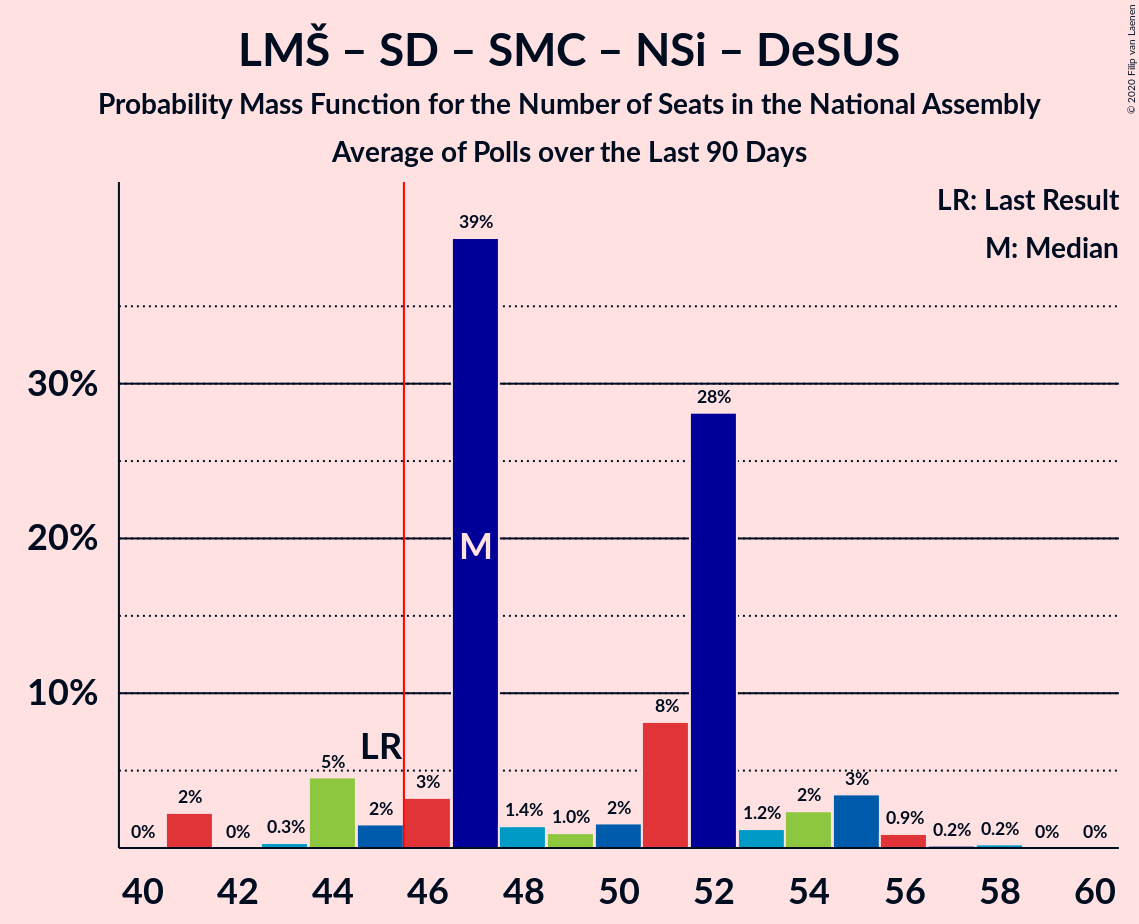 LMŠ – SD – SMC – NSi – DeSUS
Probability Mass Function for the Number of Seats in the National Assembly
Average of Polls over the Last 90 Days
© 2020 Filip van Laenen
LR: Last Result
M: Median
39%
30%
28%
20%
M
10%
8%
LR
5%
3%
3%
2%
2%
2%
2%
1.4%
1.2%
1.0%
0.9%
0%
0%
0.3%
0.2%
0.2%
0%
0%
40 42 44 46 48 50 52 54 56 58 60